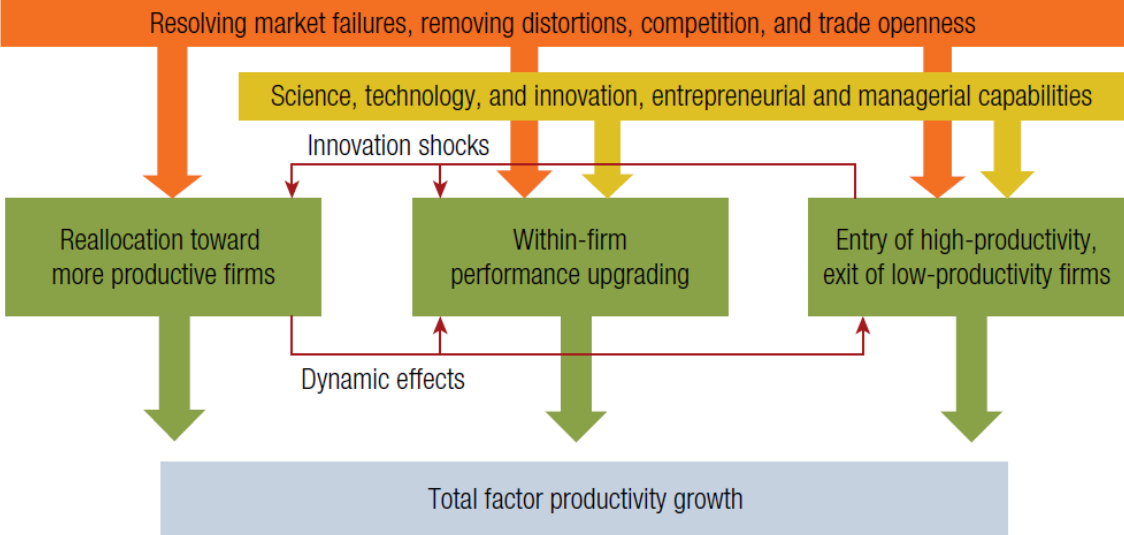 Resolving market failures, removing distortions, competition, and trade openness
Science, technology, and innovation, entrepreneurial and managerial capabilities
Innovation shocks
Reallocation toward
more productive firms
Within-firm
performance upgrading
Entry of high-productivity,
exit of low-productivity firms
Dynamic effects
Total factor productivity growth